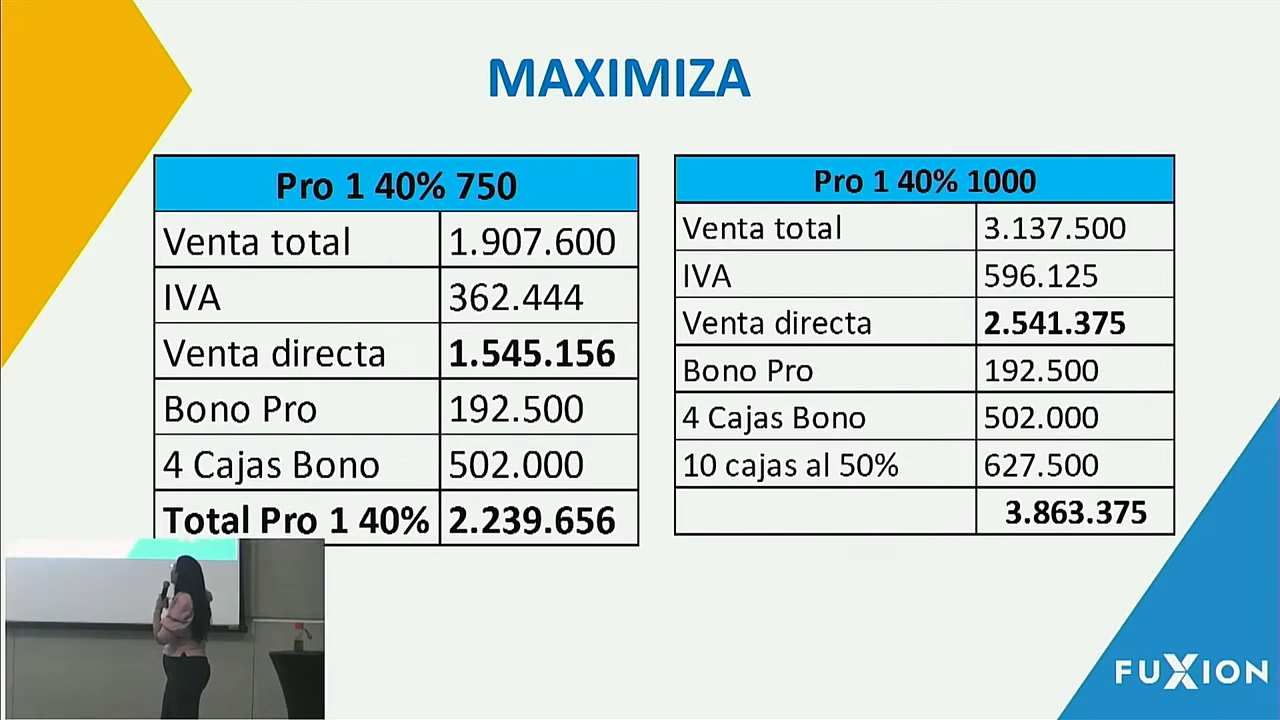 MAXIMIZA
Pro 1 40% 750
Venta total 1.907.600
IVA 362.444
Venta directa 1.545.156
Bono Pro 192.500
4 Cajas Bono 502.000
Total Pro 1 40% 2.239.656
Pro 1 40% 1000
Venta total 3.137.500
IVA 596.125
Venta directa 2.541.375
Bono Pro 192.500
4 Cajas Bono 502.000
10 cajas al 50% 627.500
3.863.375
FUXION